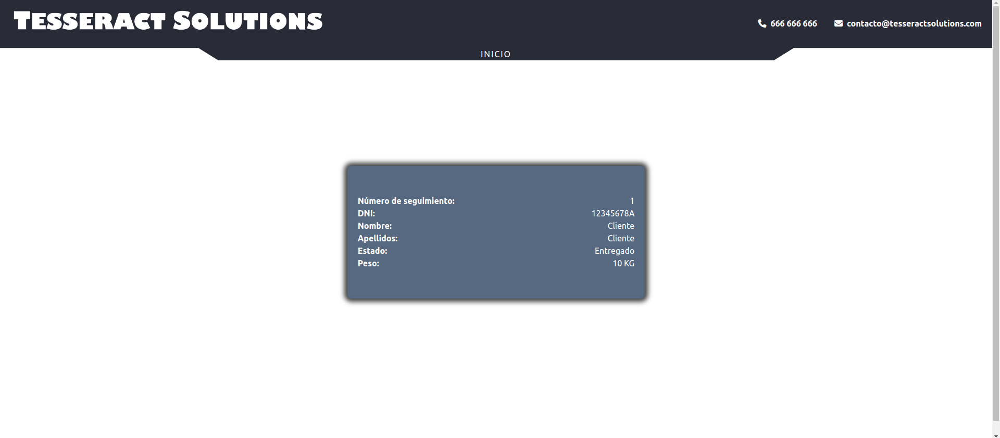 Tesseract Solutions
666 666 666 contacto@tesseractsolutions.com
INICIO
Número de seguimiento: 1
DNI: 12345678A
Nombre: Cliente
Apellidos: Cliente
Estado: Entregado
Peso: 10 KG